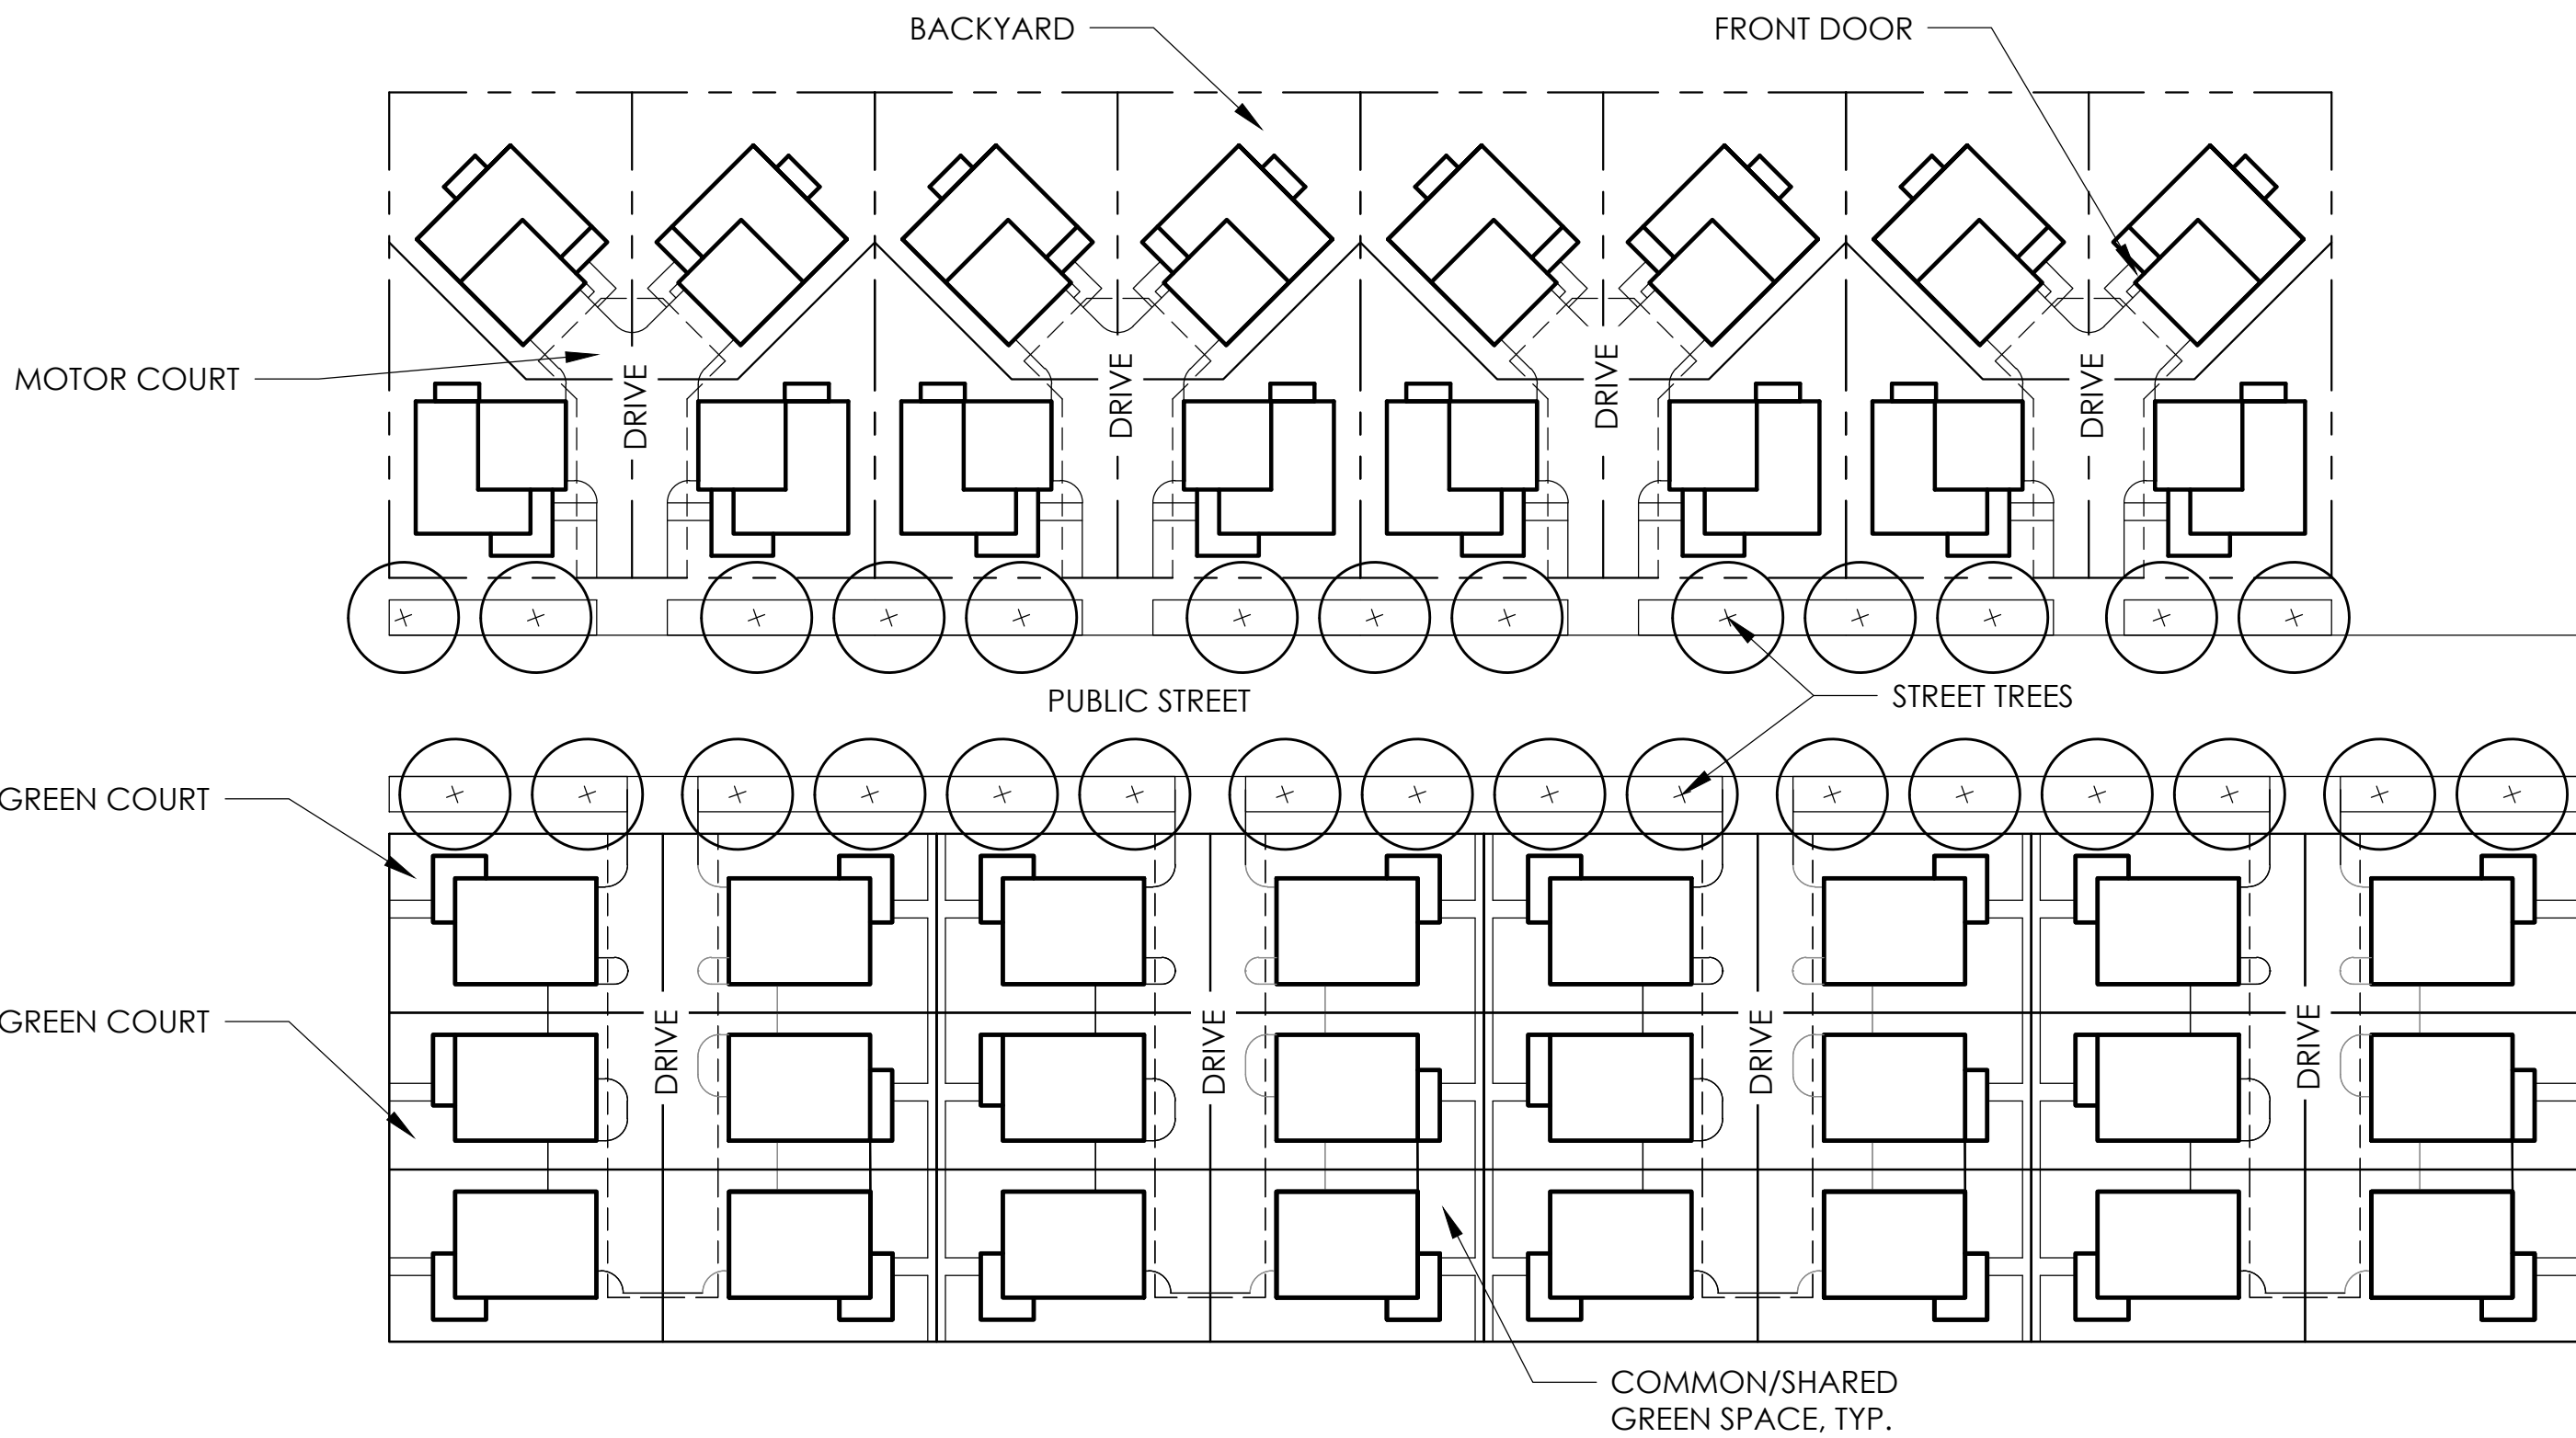 BACKYARD
FRONT DOOR
MOTOR COURT
DRIVE
DRIVE
DRIVE
DRIVE
PUBLIC STREET
STREET TREES
GREEN COURT
GREEN COURT
DRIVE
DRIVE
DRIVE
DRIVE
COMMON/SHARED
GREEN SPACE, TYP.